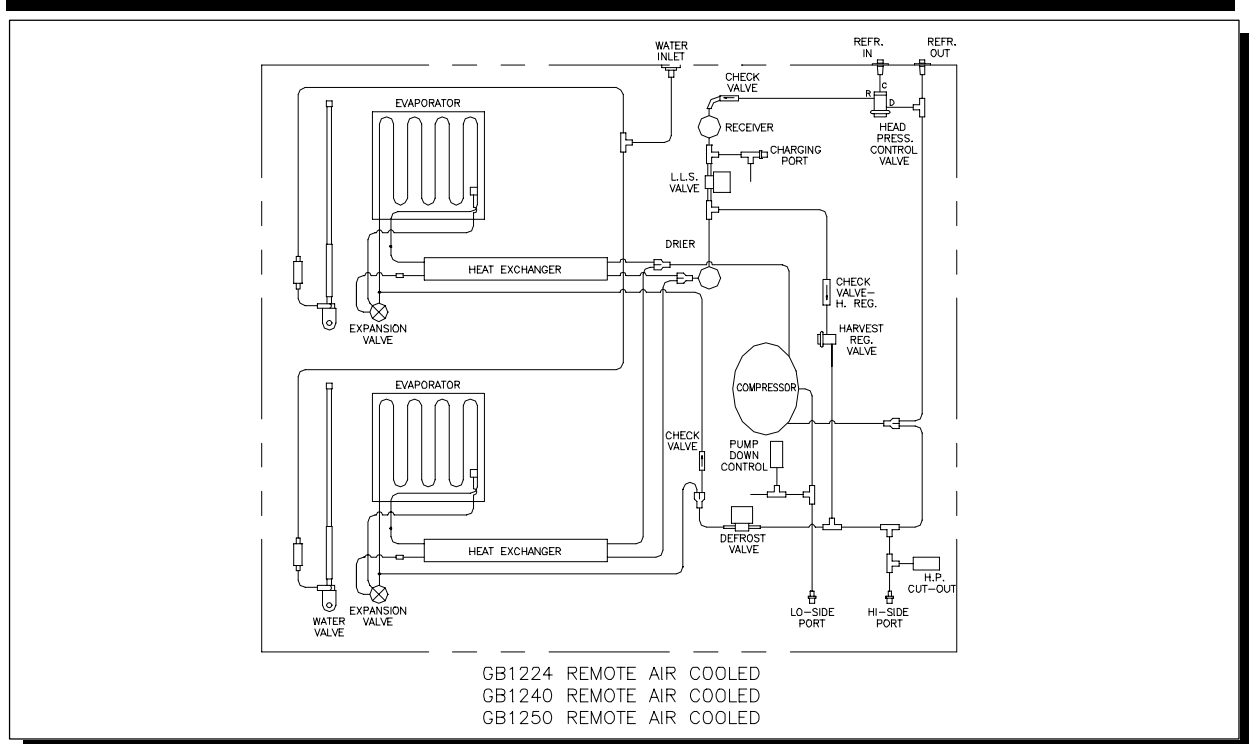 WATER
INLET
REFR.
IN
REFR.
OUT
CHECK
VALVE
C
R
D
EVAPORATOR
RECEIVER
HEAD
PRESS.
CONTROL
VALVE
CHARGING
PORT
L.L.S.
VALVE
DRIER
HEAT EXCHANGER
CHECK
VALVE–
H. REG.
EXPANSION
VALVE
HARVEST
REG.
VALVE
EVAPORATOR
COMPRESSOR
CHECK
VALVE
PUMP
DOWN
CONTROL
HEAT EXCHANGER
DEFROST
VALVE
H.P.
CUT–OUT
WATER
VALVE
EXPANSION
VALVE
LO–SIDE
PORT
HI–SIDE
PORT
GB1224 REMOTE AIR COOLED
GB1240 REMOTE AIR COOLED
GB1250 REMOTE AIR COOLED